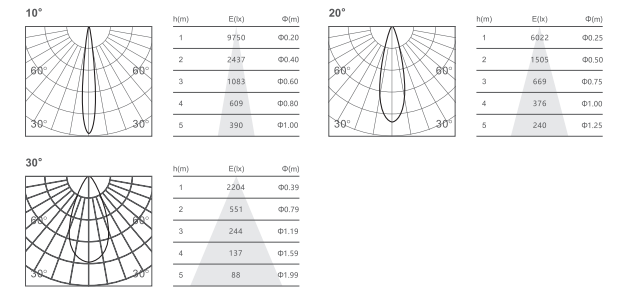 10°
h(m) E(lx) Φ(m)
60° 60°
30° 30°
1 9750 Φ0.20
2 2437 Φ0.40
3 1083 Φ0.60
4 609 Φ0.80
5 390 Φ1.00
20°
h(m) E(lx) Φ(m)
60° 60°
30° 30°
1 6022 Φ0.25
2 1505 Φ0.50
3 669 Φ0.75
4 376 Φ1.00
5 240 Φ1.25
30°
h(m) E(lx) Φ(m)
60° 60°
30° 30°
1 2204 Φ0.39
2 551 Φ0.79
3 244 Φ1.19
4 137 Φ1.59
5 88 Φ1.99